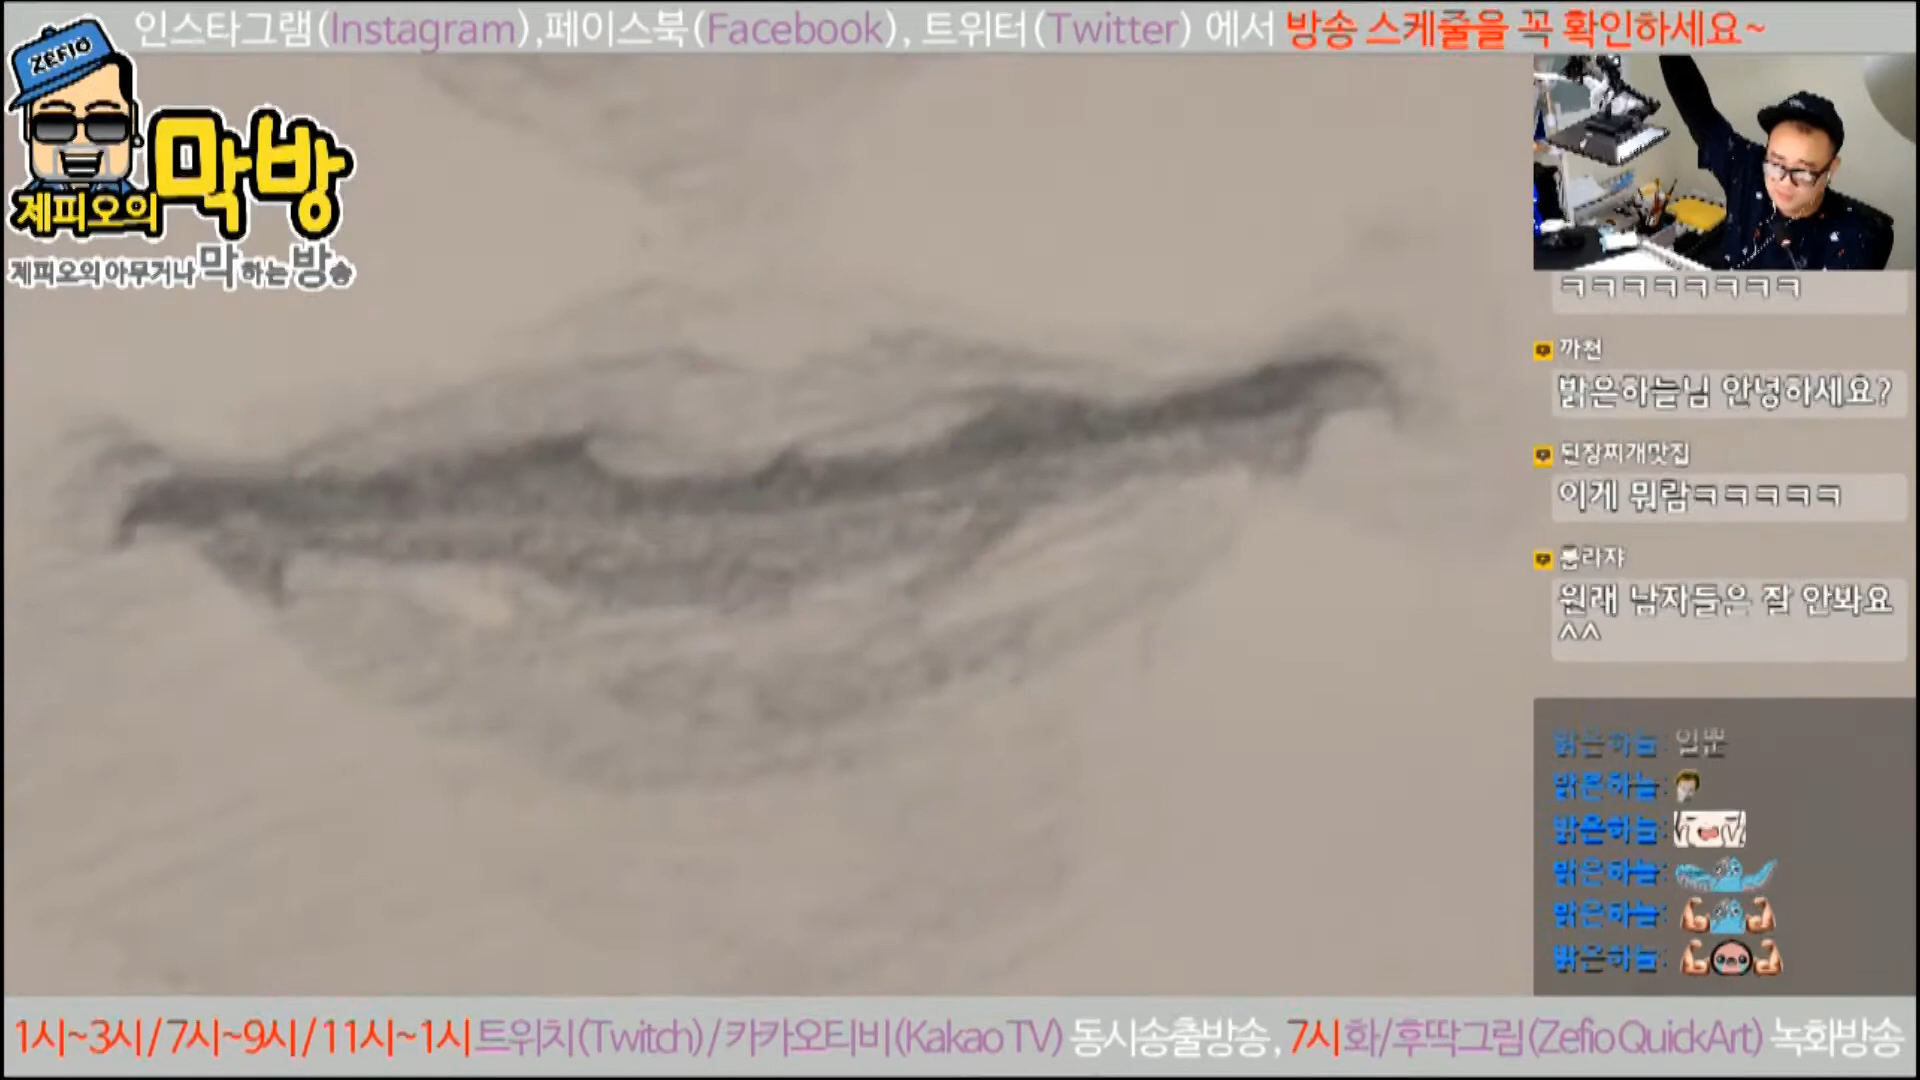 인스타그램(Instagram),페이스북(Facebook), 트위터(Twitter) 에서 방송 스케줄을 꼭 확인하세요~
ZEFIO
제피오의 막방
제피오의 아무거나 막 하는 방송
ㅋㅋㅋㅋㅋㅋㅋㅋ
까천
밝은하늘님 안녕하세요?
된장찌개맛집
이게 뭐람ㅋㅋㅋㅋㅋ
룬라쟈
원래 남자들은 잘 안봐요
^^
밝은하늘: 입뿐
밝은하늘:
밝은하늘:
밝은하늘:
밝은하늘:
밝은하늘:
1시~3시/7시~9시/11시~1시 트위치(Twitch)/카카오티비(Kakao TV) 동시송출방송, 7시 화/후딱그림(Zefio QuickArt) 녹화방송